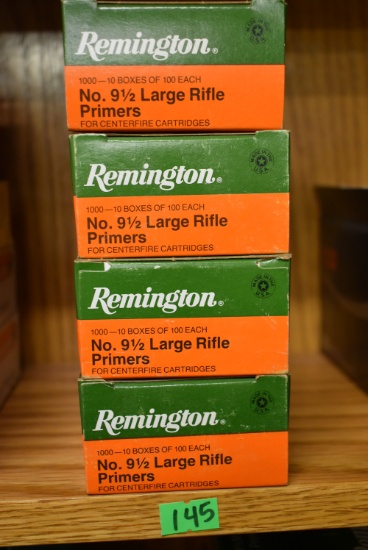 Remington®
1000—10 BOXES OF 100 EACH
No. 9½ Large Rifle
Primers
FOR CENTERFIRE CARTRIDGES
Remington®
MADE IN THE U.S.A.
1000—10 BOXES OF 100 EACH
No. 9½ Large Rifle
Primers
FOR CENTERFIRE CARTRIDGES
Remington®
1000—10 BOXES OF 100 EACH
No. 9½ Large Rifle
Primers
FOR CENTERFIRE CARTRIDGES
Remington®
1000—10 BOXES OF 100 EACH
No. 9½ Large Rifle
Primers
FOR CENTERFIRE CARTRIDGES
145